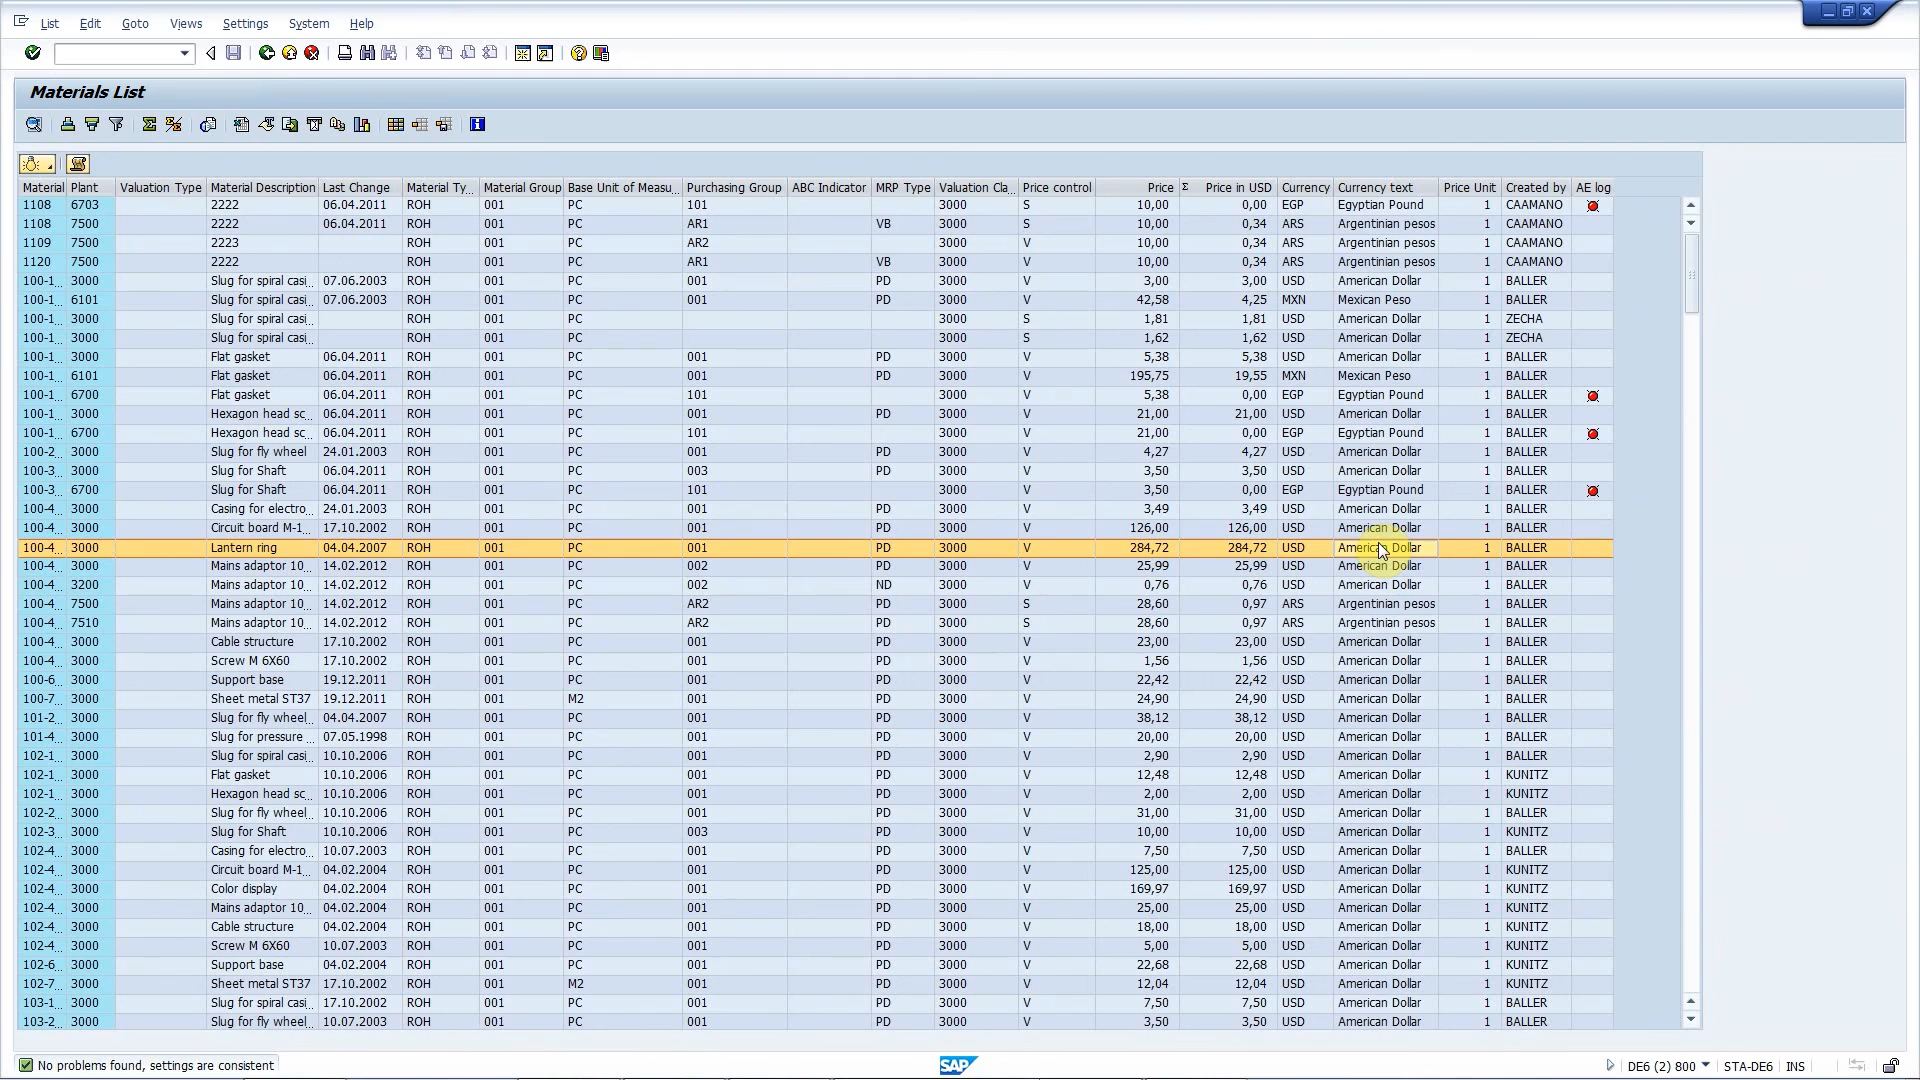 List Edit Goto Views Settings System Help
Materials List
Material Plant Valuation Type Material Description Last Change Material Ty... Material Group Base Unit of Measu... Purchasing Group ABC Indicator MRP Type Valuation Cla... Price control Price Σ Price in USD Currency Currency text Price Unit Created by AE log
1108 6703 2222 06.04.2011 ROH 001 PC 101 3000 S 10,00 0,00 EGP Egyptian Pound 1 CAAMANO
1108 7500 2222 06.04.2011 ROH 001 PC AR1 VB 3000 S 10,00 0,34 ARS Argentinian pesos 1 CAAMANO
1109 7500 2223 ROH 001 PC AR2 3000 V 10,00 0,34 ARS Argentinian pesos 1 CAAMANO
1120 7500 2222 ROH 001 PC AR1 VB 3000 V 10,00 0,34 ARS Argentinian pesos 1 CAAMANO
100-1... 3000 Slug for spiral casi... 07.06.2003 ROH 001 PC 001 PD 3000 V 3,00 3,00 USD American Dollar 1 BALLER
100-1... 6101 Slug for spiral casi... 07.06.2003 ROH 001 PC 001 PD 3000 V 42,58 4,25 MXN Mexican Peso 1 BALLER
100-1... 3000 Slug for spiral casi... ROH 001 PC 3000 S 1,81 1,81 USD American Dollar 1 ZECHA
100-1... 3000 Slug for spiral casi... ROH 001 PC 3000 S 1,62 1,62 USD American Dollar 1 ZECHA
100-1... 3000 Flat gasket 06.04.2011 ROH 001 PC 001 PD 3000 V 5,38 5,38 USD American Dollar 1 BALLER
100-1... 6101 Flat gasket 06.04.2011 ROH 001 PC 001 PD 3000 V 195,75 19,55 MXN Mexican Peso 1 BALLER
100-1... 6700 Flat gasket 06.04.2011 ROH 001 PC 101 3000 V 5,38 0,00 EGP Egyptian Pound 1 BALLER
100-1... 3000 Hexagon head sc... 06.04.2011 ROH 001 PC 001 PD 3000 V 21,00 21,00 USD American Dollar 1 BALLER
100-1... 6700 Hexagon head sc... 06.04.2011 ROH 001 PC 101 3000 V 21,00 0,00 EGP Egyptian Pound 1 BALLER
100-2... 3000 Slug for fly wheel 24.01.2003 ROH 001 PC 001 PD 3000 V 4,27 4,27 USD American Dollar 1 BALLER
100-3... 3000 Slug for Shaft 06.04.2011 ROH 001 PC 003 PD 3000 V 3,50 3,50 USD American Dollar 1 BALLER
100-3... 6700 Slug for Shaft 06.04.2011 ROH 001 PC 101 3000 V 3,50 0,00 EGP Egyptian Pound 1 BALLER
100-4... 3000 Casing for electro... 24.01.2003 ROH 001 PC 001 PD 3000 V 3,49 3,49 USD American Dollar 1 BALLER
100-4... 3000 Circuit board M-1... 17.10.2002 ROH 001 PC 001 PD 3000 V 126,00 126,00 USD American Dollar 1 BALLER
100-4... 3000 Lantern ring 04.04.2007 ROH 001 PC 001 PD 3000 V 284,72 284,72 USD American Dollar 1 BALLER
100-4... 3000 Mains adaptor 10... 14.02.2012 ROH 001 PC 002 PD 3000 V 25,99 25,99 USD American Dollar 1 BALLER
100-4... 3200 Mains adaptor 10... 14.02.2012 ROH 001 PC 002 ND 3000 V 0,76 0,76 USD American Dollar 1 BALLER
100-4... 7500 Mains adaptor 10... 14.02.2012 ROH 001 PC AR2 PD 3000 S 28,60 0,97 ARS Argentinian pesos 1 BALLER
100-4... 7510 Mains adaptor 10... 14.02.2012 ROH 001 PC AR2 PD 3000 S 28,60 0,97 ARS Argentinian pesos 1 BALLER
100-4... 3000 Cable structure 17.10.2002 ROH 001 PC 001 PD 3000 V 23,00 23,00 USD American Dollar 1 BALLER
100-4... 3000 Screw M 6X60 17.10.2002 ROH 001 PC 001 PD 3000 V 1,56 1,56 USD American Dollar 1 BALLER
100-6... 3000 Support base 19.12.2011 ROH 001 PC 001 PD 3000 V 22,42 22,42 USD American Dollar 1 BALLER
100-7... 3000 Sheet metal ST37 19.12.2011 ROH 001 M2 001 PD 3000 V 24,90 24,90 USD American Dollar 1 BALLER
101-2... 3000 Slug for fly wheel... 04.04.2007 ROH 001 PC 001 PD 3000 V 38,12 38,12 USD American Dollar 1 BALLER
101-4... 3000 Slug for pressure ... 07.05.1998 ROH 001 PC 001 PD 3000 V 20,00 20,00 USD American Dollar 1 BALLER
102-1... 3000 Slug for spiral casi... 10.10.2006 ROH 001 PC 001 PD 3000 V 2,90 2,90 USD American Dollar 1 BALLER
102-1... 3000 Flat gasket 10.10.2006 ROH 001 PC 001 PD 3000 V 12,48 12,48 USD American Dollar 1 KUNITZ
102-1... 3000 Hexagon head sc... 10.10.2006 ROH 001 PC 001 PD 3000 V 2,00 2,00 USD American Dollar 1 KUNITZ
102-2... 3000 Slug for fly wheel... 10.10.2006 ROH 001 PC 001 PD 3000 V 31,00 31,00 USD American Dollar 1 BALLER
102-3... 3000 Slug for Shaft 10.10.2006 ROH 001 PC 003 PD 3000 V 10,00 10,00 USD American Dollar 1 KUNITZ
102-4... 3000 Casing for electro... 10.07.2003 ROH 001 PC 001 PD 3000 V 7,50 7,50 USD American Dollar 1 BALLER
102-4... 3000 Circuit board M-1... 04.02.2004 ROH 001 PC 001 PD 3000 V 125,00 125,00 USD American Dollar 1 KUNITZ
102-4... 3000 Color display 04.02.2004 ROH 001 PC 001 PD 3000 V 169,97 169,97 USD American Dollar 1 KUNITZ
102-4... 3000 Mains adaptor 10... 04.02.2004 ROH 001 PC 001 PD 3000 V 25,00 25,00 USD American Dollar 1 KUNITZ
102-4... 3000 Cable structure 04.02.2004 ROH 001 PC 001 PD 3000 V 18,00 18,00 USD American Dollar 1 KUNITZ
102-4... 3000 Screw M 6X60 10.07.2003 ROH 001 PC 001 PD 3000 V 5,00 5,00 USD American Dollar 1 KUNITZ
102-6... 3000 Support base 04.02.2004 ROH 001 PC 001 PD 3000 V 22,68 22,68 USD American Dollar 1 KUNITZ
102-7... 3000 Sheet metal ST37 17.10.2002 ROH 001 M2 001 PD 3000 V 12,04 12,04 USD American Dollar 1 KUNITZ
103-1... 3000 Slug for spiral casi... 17.10.2002 ROH 001 PC 001 PD 3000 V 7,50 7,50 USD American Dollar 1 BALLER
103-2... 3000 Slug for fly wheel... 10.07.2003 ROH 001 PC 001 PD 3000 V 3,50 3,50 USD American Dollar 1 BALLER
No problems found, settings are consistent SAP DE6 (2) 800 STA-DE6 INS